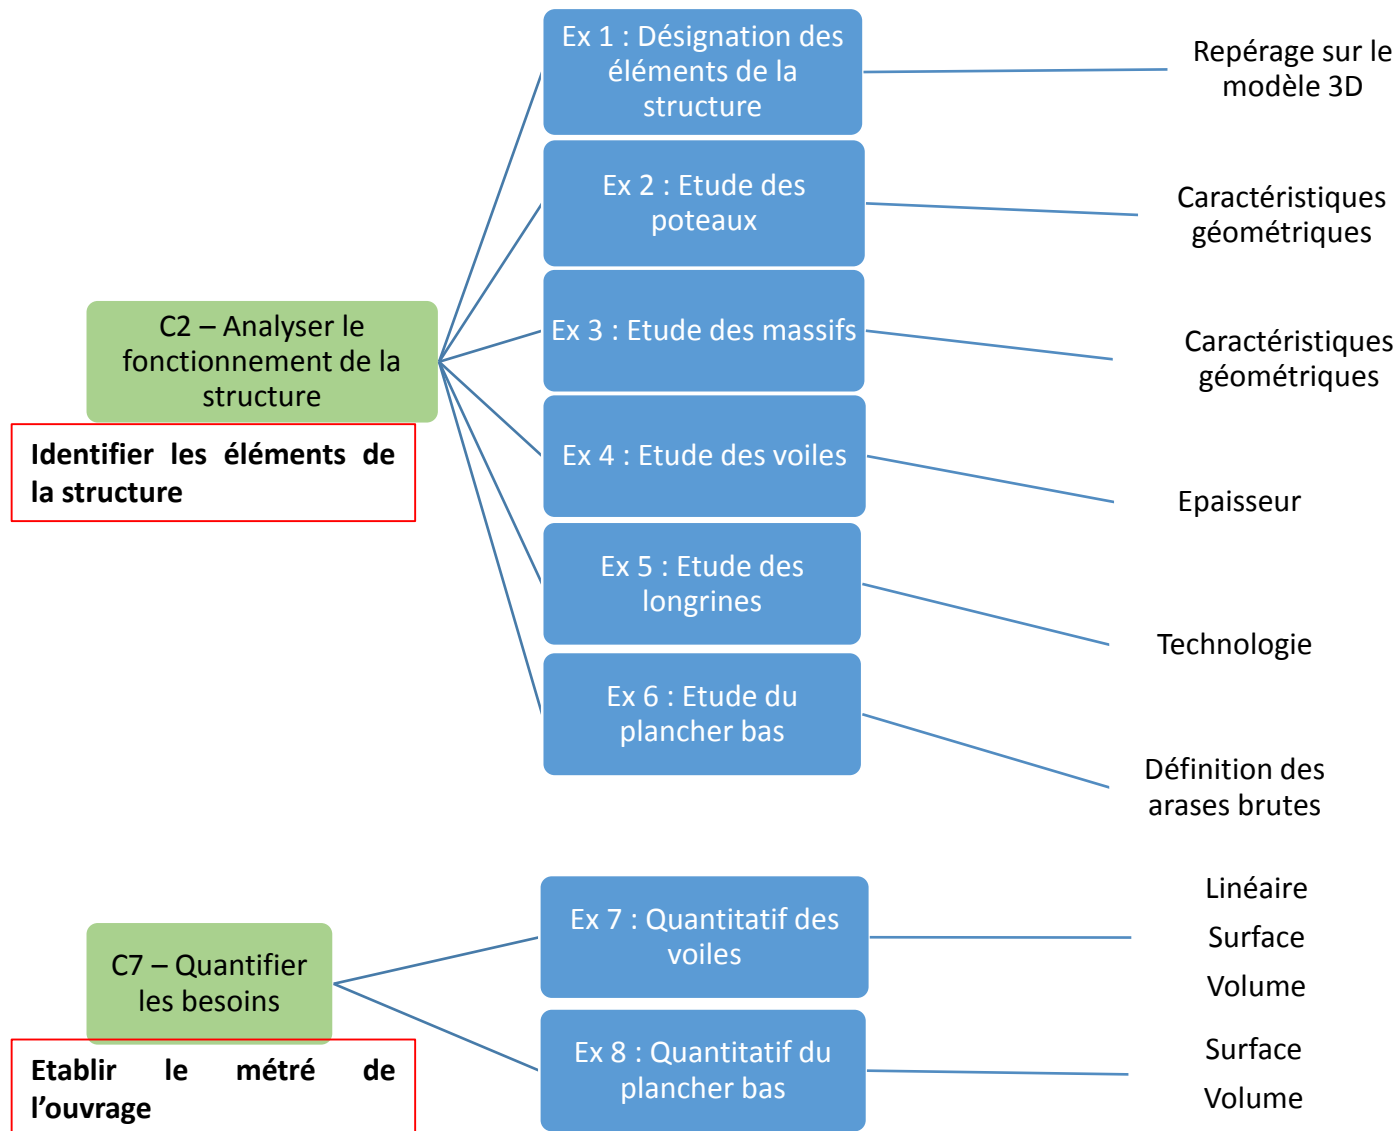 Ex 1 : Désignation des
éléments de la
structure
Repérage sur le
modèle 3D
Ex 2 : Etude des
poteaux
Caractéristiques
géométriques
C2 – Analyser le
fonctionnement de la
structure
Identifier les éléments de
la structure
Ex 3 : Etude des massifs
Caractéristiques
géométriques
Ex 4 : Etude des voiles
Epaisseur
Ex 5 : Etude des
longrines
Technologie
Ex 6 : Etude du
plancher bas
Définition des
arases brutes
C7 – Quantifier
les besoins
Etablir le métré de
l’ouvrage
Ex 7 : Quantitatif des
voiles
Linéaire
Surface
Volume
Ex 8 : Quantitatif du
plancher bas
Surface
Volume